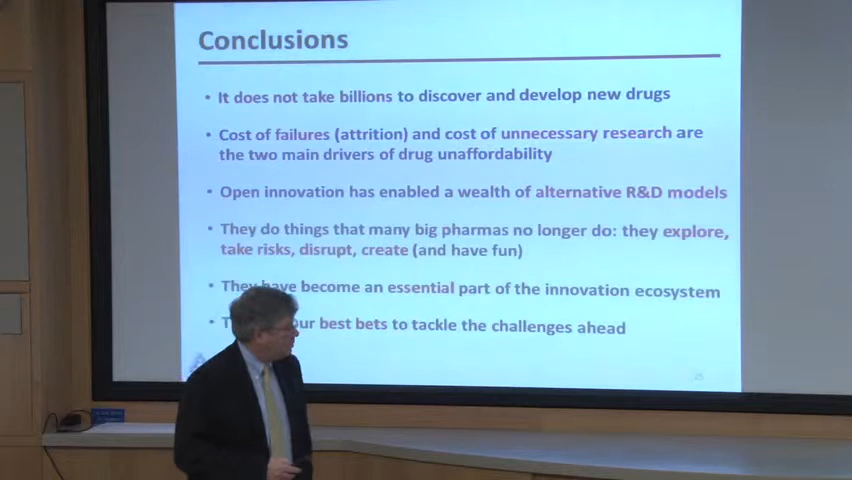 Conclusions
• It does not take billions to discover and develop new drugs
• Cost of failures (attrition) and cost of unnecessary research are
the two main drivers of drug unaffordability
• Open innovation has enabled a wealth of alternative R&D models
• They do things that many big pharmas no longer do: they explore,
take risks, disrupt, create (and have fun)
• They have become an essential part of the innovation ecosystem
• our best bets to tackle the challenges ahead
25